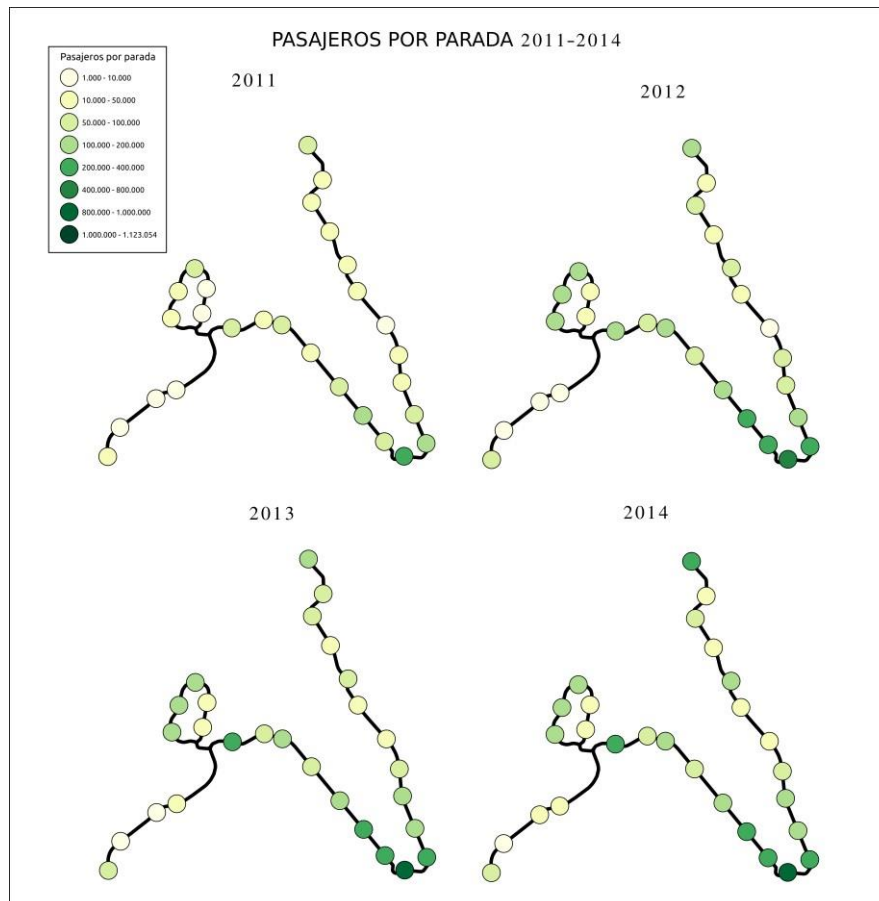 PASAJEROS POR PARADA 2011-2014
Pasajeros por parada
1.000 - 10.000
10.000 - 50.000
50.000 - 100.000
100.000 - 200.000
200.000 - 400.000
400.000 - 800.000
800.000 - 1.000.000
1.000.000 - 1.123.054
2011
2012
2013
2014